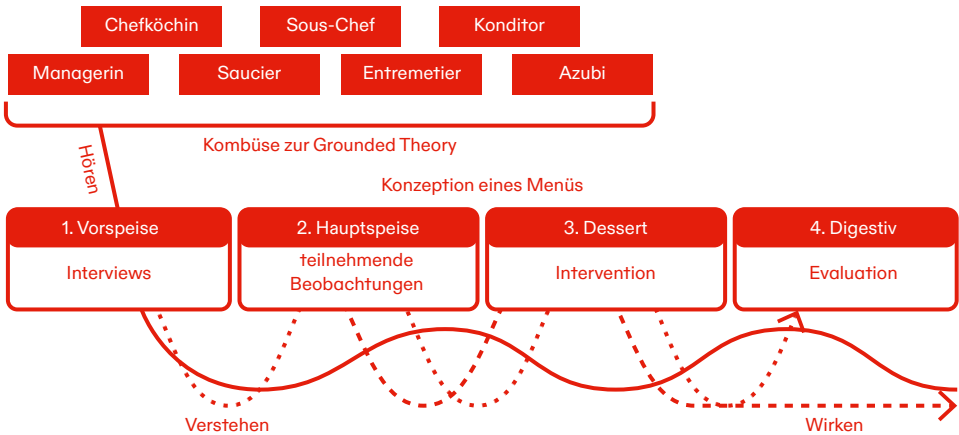 Chefköchin
Sous-Chef
Konditor
Managerin
Saucier
Entremetier
Azubi
Kombüse zur Grounded Theory
Hören
Konzeption eines Menüs
1. Vorspeise
2. Hauptspeise
3. Dessert
4. Digestiv
Interviews
teilnehmende
Beobachtungen
Intervention
Evaluation
Verstehen
Wirken